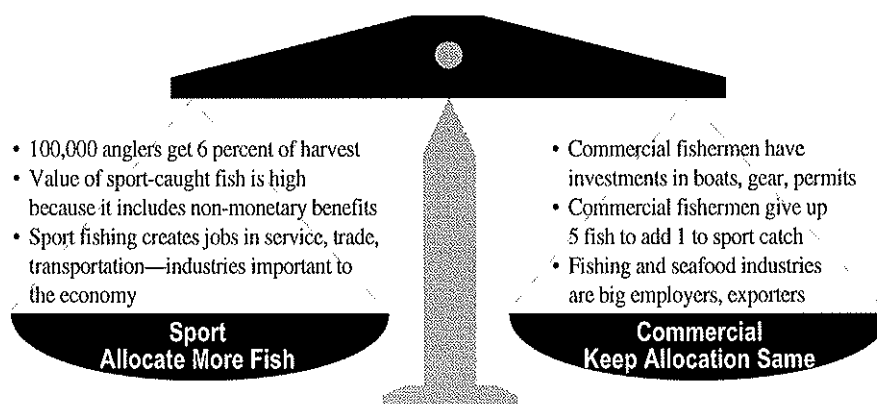 • 100,000 anglers get 6 percent of harvest
• Value of sport-caught fish is high
because it includes non-monetary benefits
• Sport fishing creates jobs in service, trade,
transportation—industries important to
the economy
Sport
Allocate More Fish
• Commercial fishermen have
investments in boats, gear, permits
• Commercial fishermen give up
5 fish to add 1 to sport catch
• Fishing and seafood industries
are big employers, exporters
Commercial
Keep Allocation Same